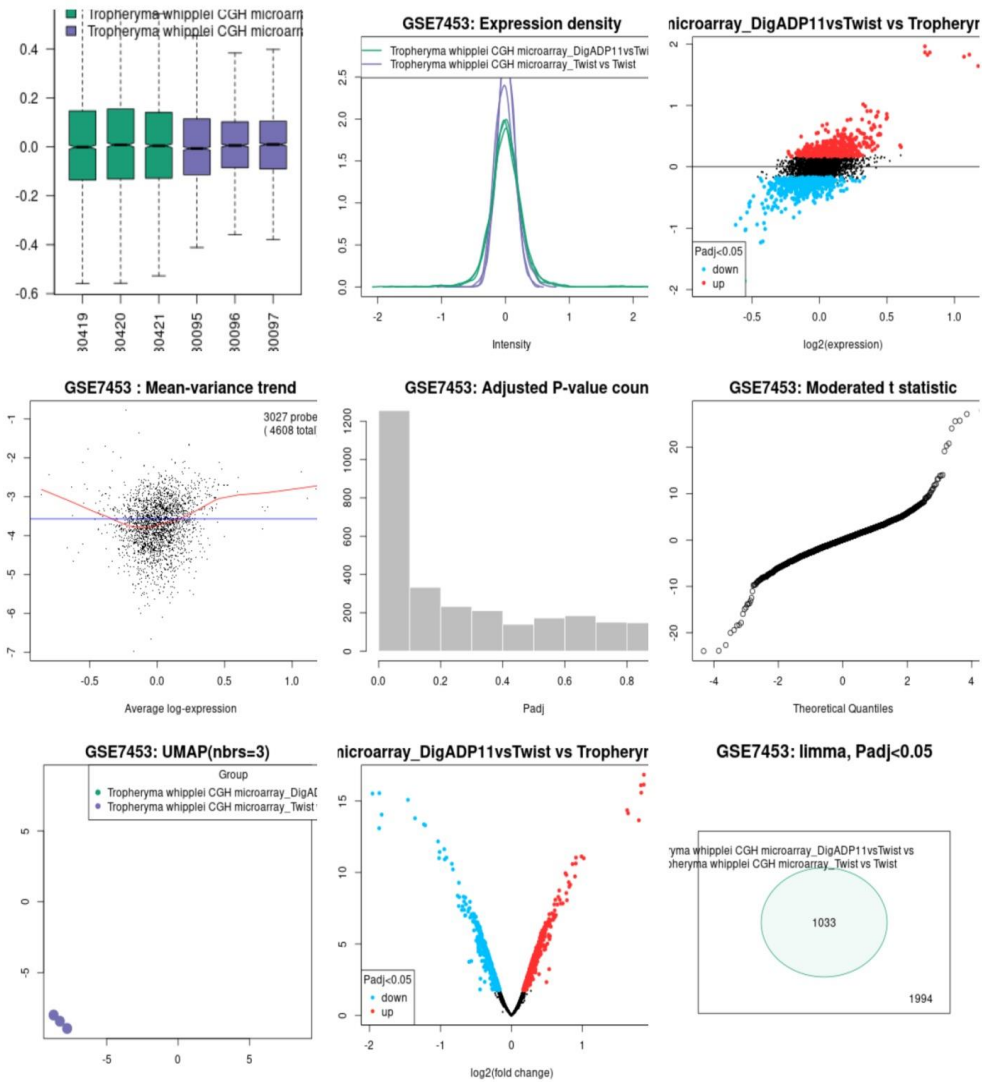 Tropheryma whipplei CGH microarr
Tropheryma whipplei CGH microarr
0.4
0.2
0.0
-0.2
-0.4
-0.6
30419
30420
30421
30095
30096
30097
GSE7453: Expression density
Tropheryma whipplei CGH microarray_DigADP11vsTwi
Tropheryma whipplei CGH microarray_Twist vs Twist
2.5
2.0
1.5
1.0
0.5
0.0
-2 -1 0 1 2
Intensity
microarray_DigADP11vsTwist vs Tropheryr
2
1
0
-1
-2
Padj<0.05
down
up
-0.5 0.0 0.5 1.0
log2(expression)
GSE7453 : Mean-variance trend
3027 probe
( 4608 total
-1
-2
-3
-4
-5
-6
-7
-0.5 0.0 0.5 1.0
Average log-expression
GSE7453: Adjusted P-value coun
1200
1000
800
600
400
200
0
0.0 0.2 0.4 0.6 0.8
Padj
GSE7453: Moderated t statistic
20
10
0
-10
-20
-4 -2 0 2 4
Theoretical Quantiles
GSE7453: UMAP(nbrs=3)
Group
Tropheryma whipplei CGH microarray_DigAD
Tropheryma whipplei CGH microarray_Twist
5
0
-5
-5 0 5
microarray_DigADP11vsTwist vs Tropheryr
15
10
5
0
Padj<0.05
down
up
-2 -1 0 1
log2(fold change)
GSE7453: limma, Padj<0.05
ryma whipplei CGH microarray_DigADP11vsTwist vs
pheryma whipplei CGH microarray_Twist vs Twist
1033
1994